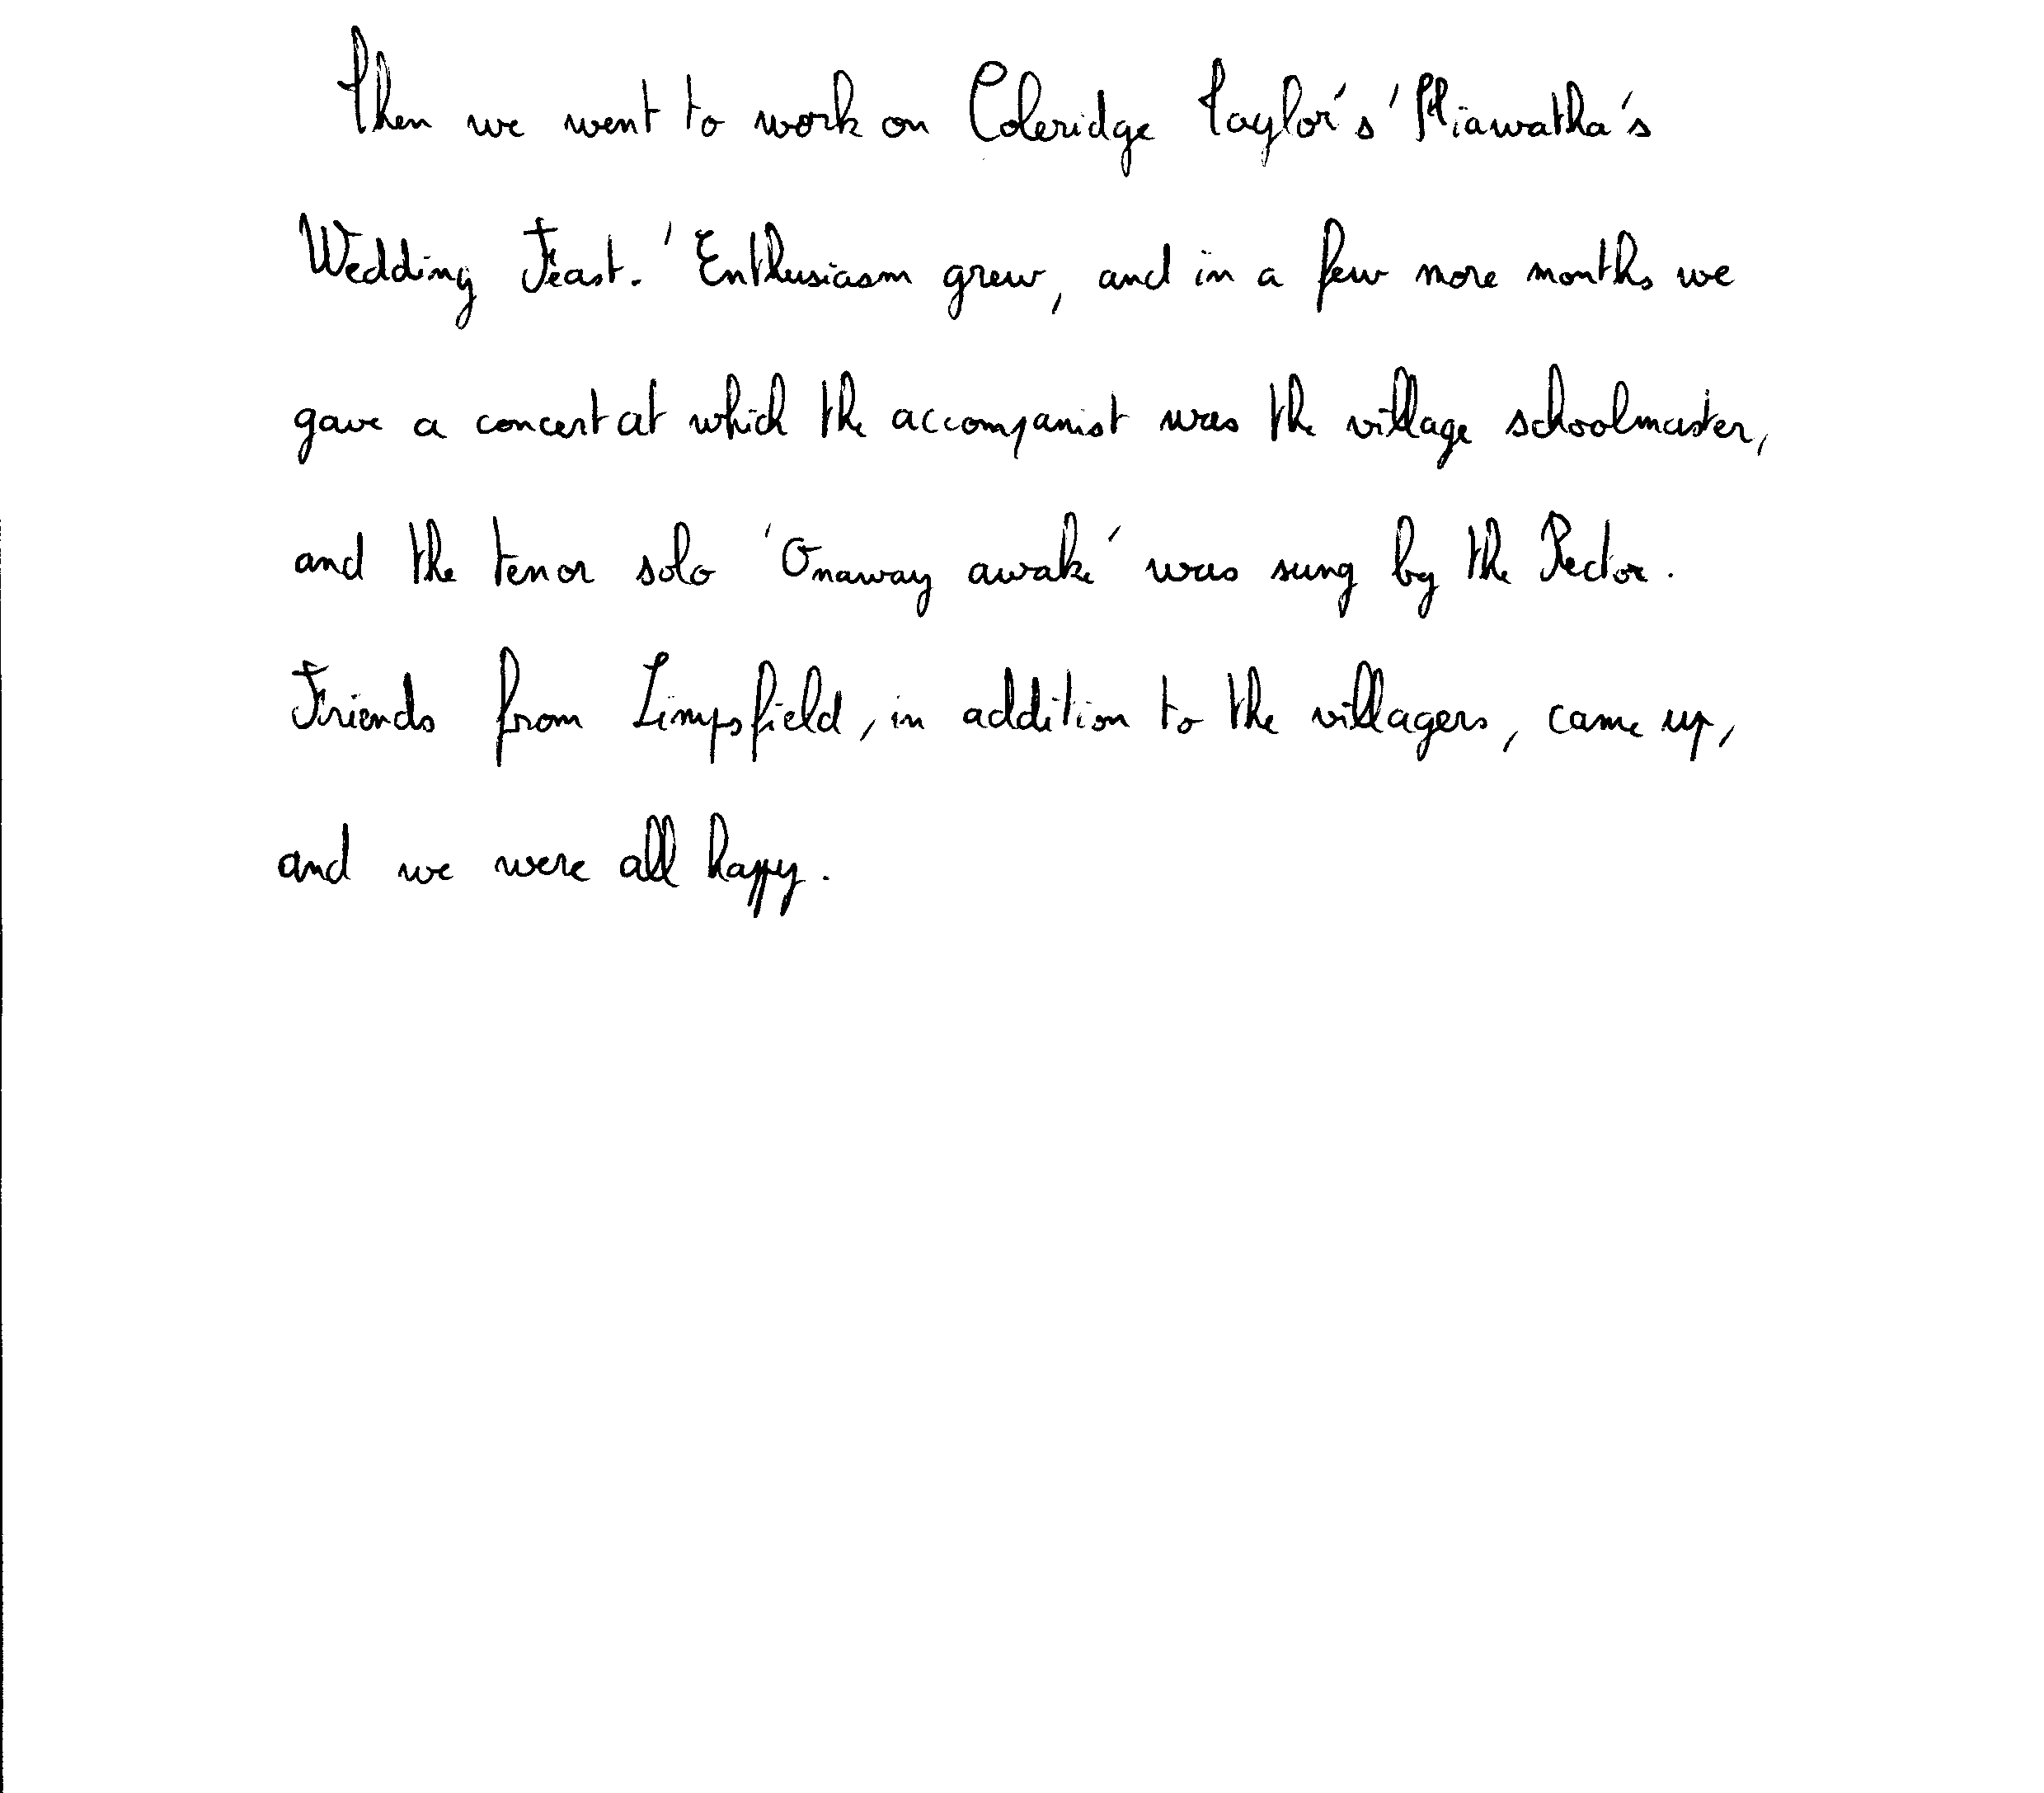 Then we went to work on Coleridge Taylor's 'Hiawatha's
Wedding Feast.' Enthusiasm grew, and in a few more months we
gave a concert at which the accompanist was the village schoolmaster,
and the tenor solo 'Onaway awake' was sung by the Rector.
Friends from Limpsfield, in addition to the villagers, came up,
and we were all happy.